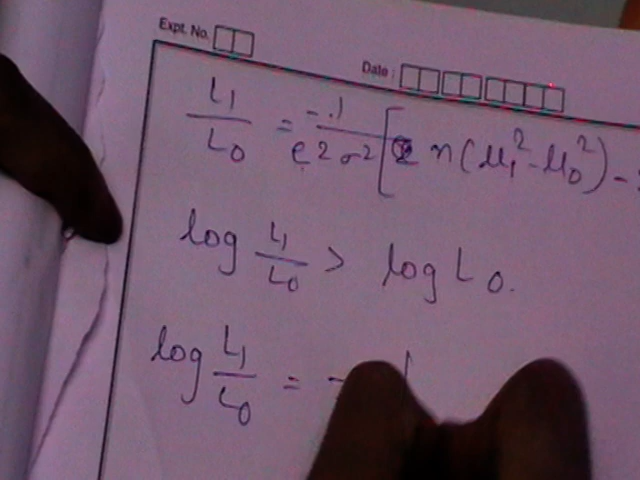 Expt. No.
Date :
L1/L0 = e^(-1/2σ²) [ n(μ1² - μ0²) -
log L1/L0 > log L0.
log L1/L0 = -